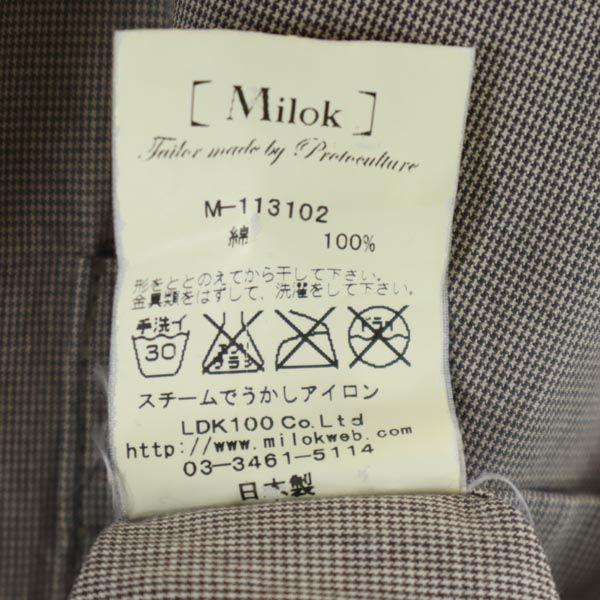 [ Milok ]
Tailor made by Protoculture
M-113102
綿 100%
形をととのえてから干して下さい。
金具類をはずして、洗濯をして下さい。
手洗イ
30
ドライ
スチームでうかしアイロン
LDK100 Co.Ltd
http://www.milokweb.com
03-3461-5114
日本製